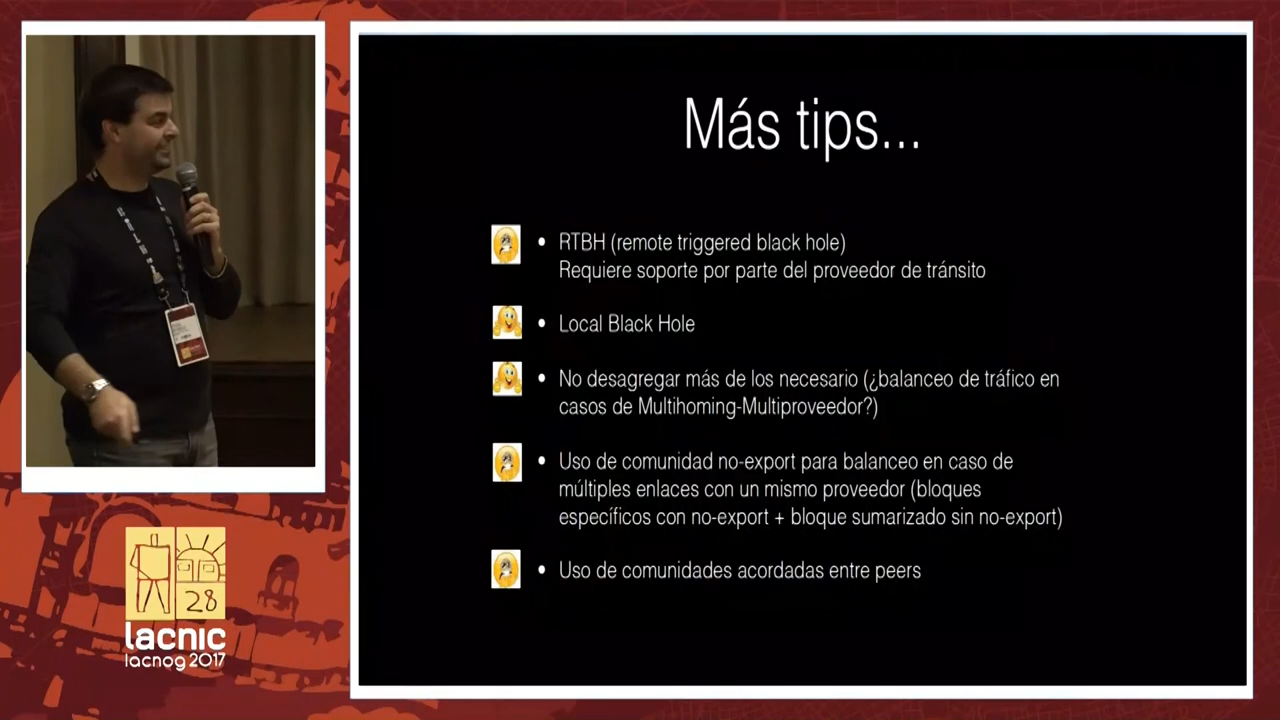 Más tips...
• RTBH (remote triggered black hole)
Requiere soporte por parte del proveedor de tránsito
• Local Black Hole
• No desagregar más de los necesario (¿balanceo de tráfico en
casos de Multihoming-Multiproveedor?)
• Uso de comunidad no-export para balanceo en caso de
múltiples enlaces con un mismo proveedor (bloques
específicos con no-export + bloque sumarizado sin no-export)
• Uso de comunidades acordadas entre peers
28
lacnic
lacnog 2017